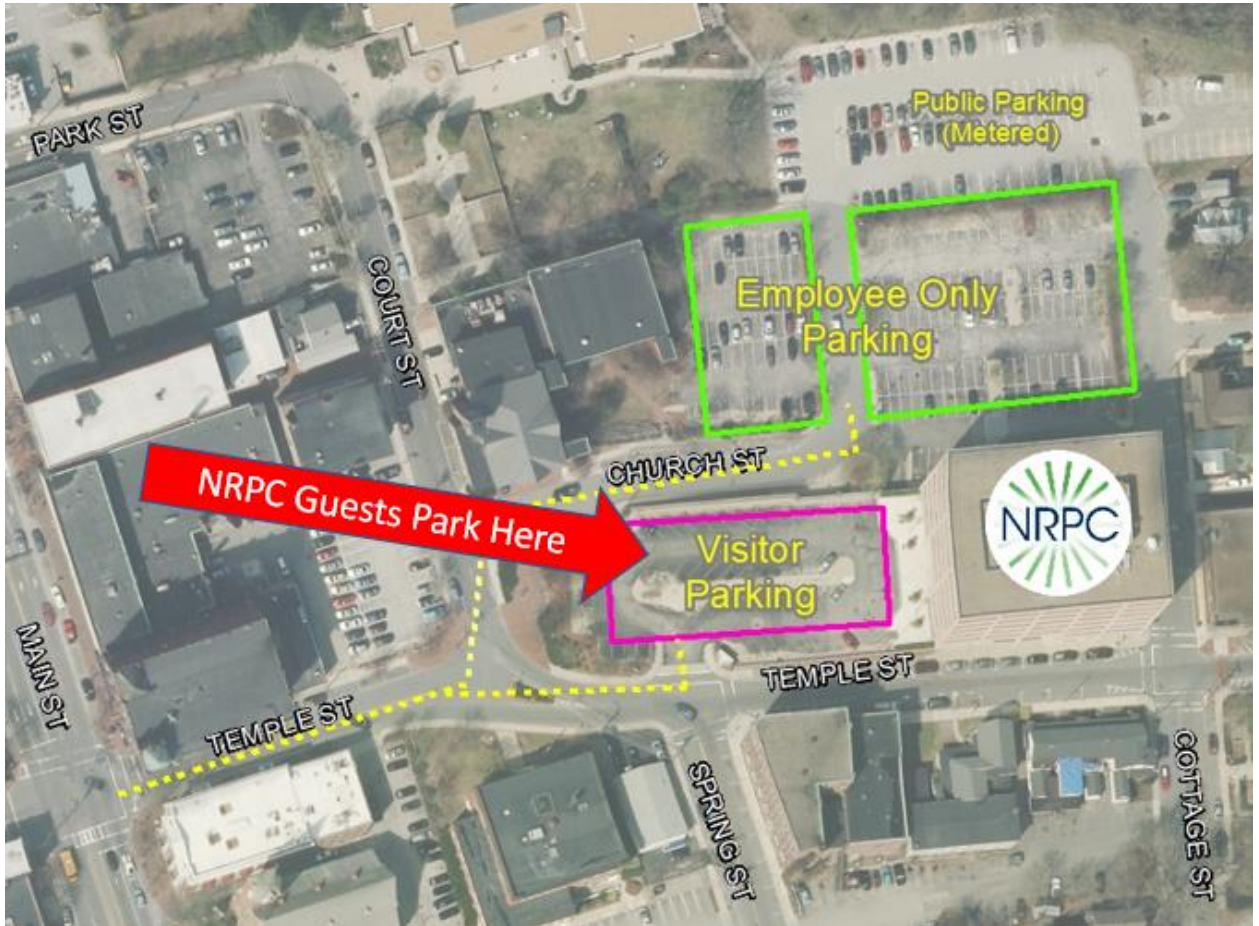 PARK ST
Public Parking
(Metered)
COURT ST
Employee Only
Parking
CHURCH ST
NRPC Guests Park Here
NRPC
Visitor
Parking
MAIN ST
TEMPLE ST
TEMPLE ST
SPRING ST
COTTAGE ST